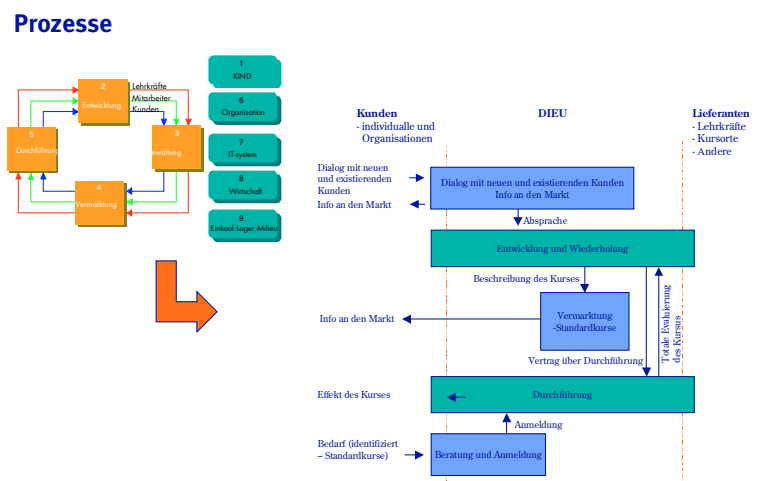 Prozesse
2
Entwicklung
Lehrkräfte
Mitarbeiter
Kunden
5
Durchführung
3
rwaltung
4
Vermarktung
1
KIND
6
Organisation
7
IT-system
8
Wirtschaft
9
Einkauf:Lager:Milieu
Kunden
- individualle und
Organisationen
DIEU
Lieferanten
- Lehrkräfte
- Kursorte
- Andere
Dialog mit neuen
und existierenden
Kunden
Info an den Markt
Dialog mit neuen und existierenden Kunden
Info an den Markt
Absprache
Entwicklung und Wiederholung
Beschreibung des Kurses
Info an den Markt
Vermarktung
-Standardkurse
Totale Evaluierung
des Kursus
Vertrag über Durchführung
Effekt des Kurses
Durchführung
Anmeldung
Bedarf (identifiziert
– Standardkurse)
Beratung und Anmeldung